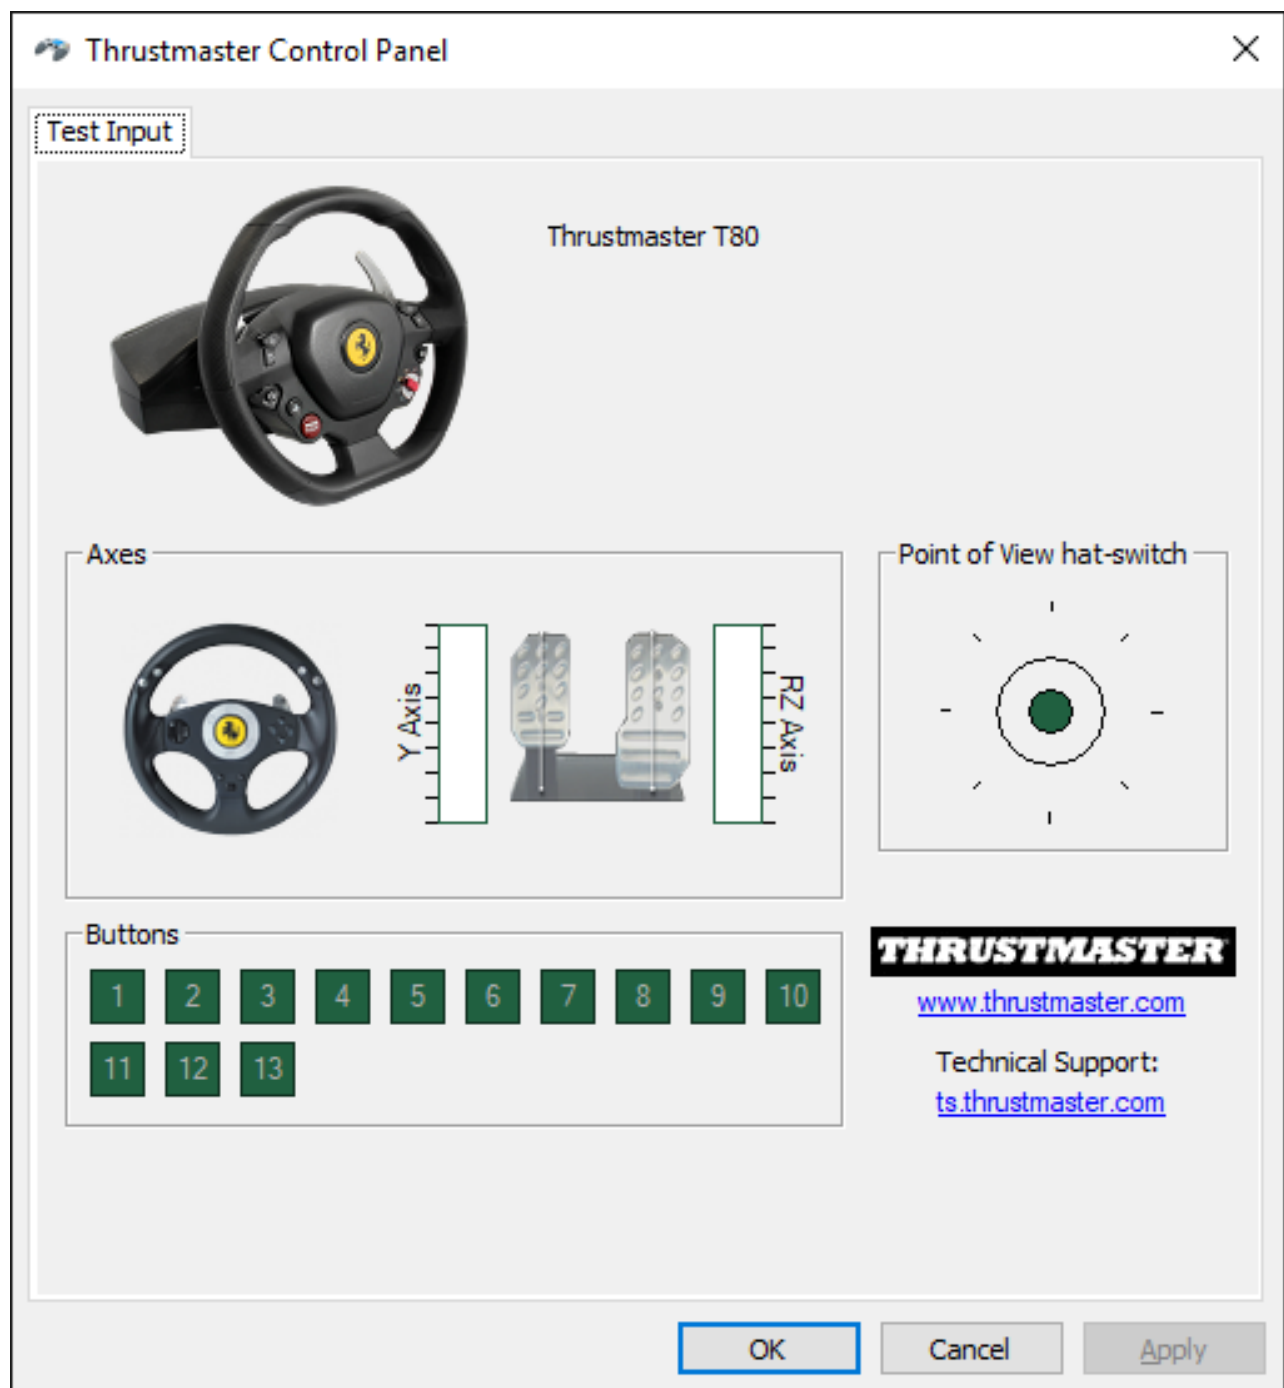 Thrustmaster Control Panel
Test Input
Thrustmaster T80
Axes
Y Axis
RZ Axis
Point of View hat-switch
Buttons
1 2 3 4 5 6 7 8 9 10
11 12 13
THRUSTMASTER
www.thrustmaster.com
Technical Support:
ts.thrustmaster.com
OK Cancel Apply